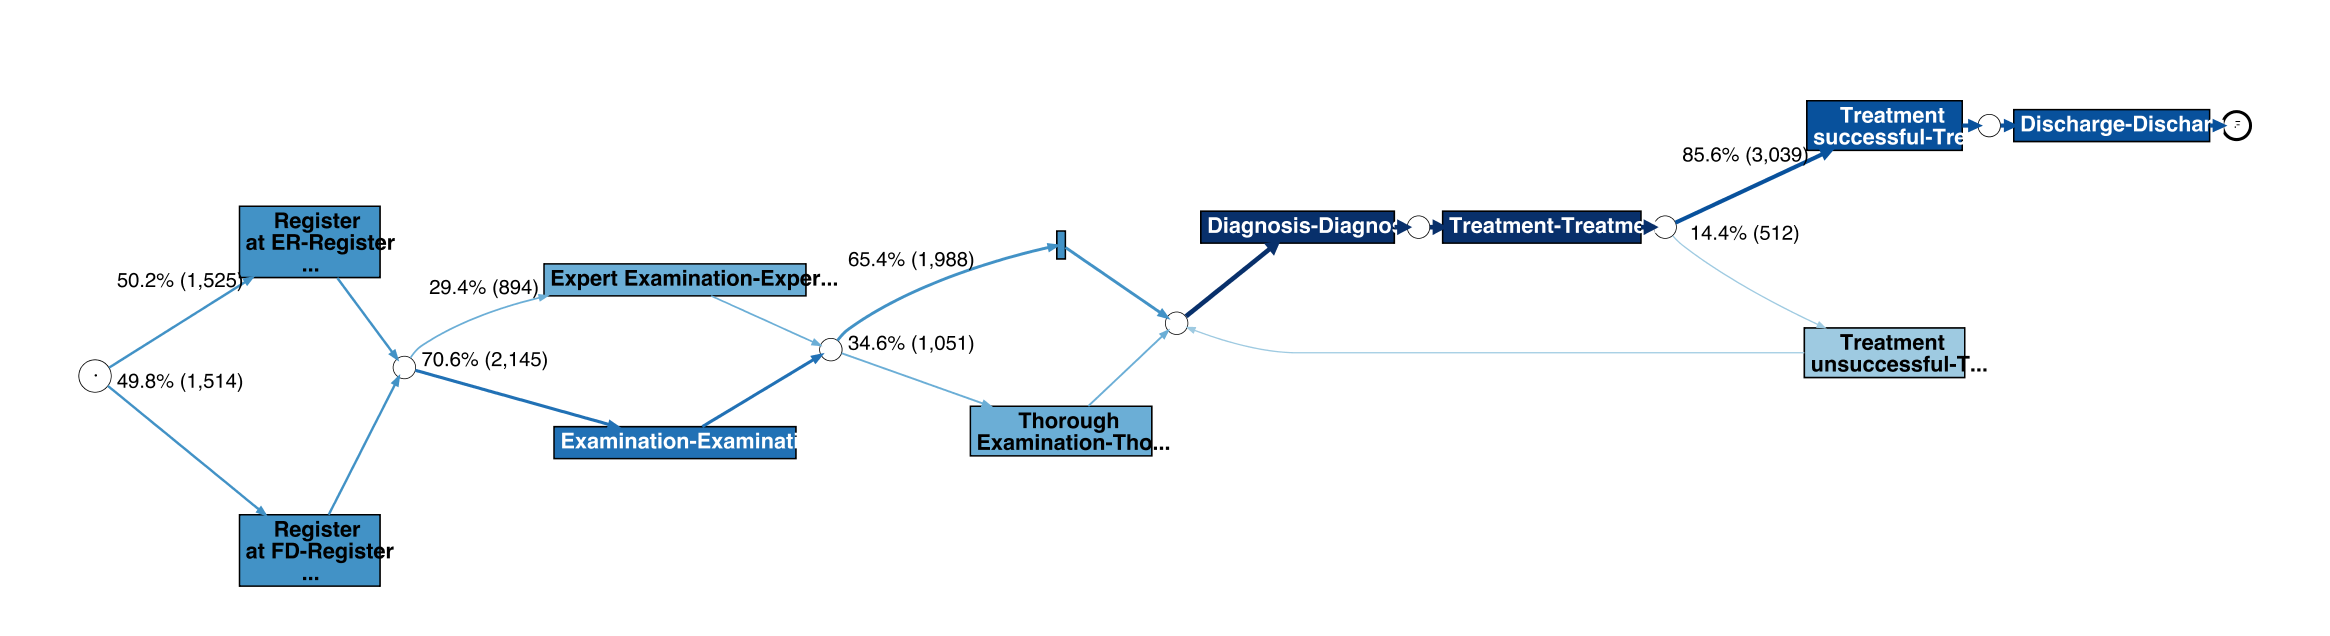 50.2% (1,525)
49.8% (1,514)
Register
at ER-Register
...
Register
at FD-Register
...
29.4% (894)
70.6% (2,145)
Expert Examination-Exper...
Examination-Examinati
65.4% (1,988)
34.6% (1,051)
Thorough
Examination-Tho...
Diagnosis-Diagnos
Treatment-Treatme
85.6% (3,039)
14.4% (512)
Treatment
successful-Tre
Discharge-Dischar
Treatment
unsuccessful-T...